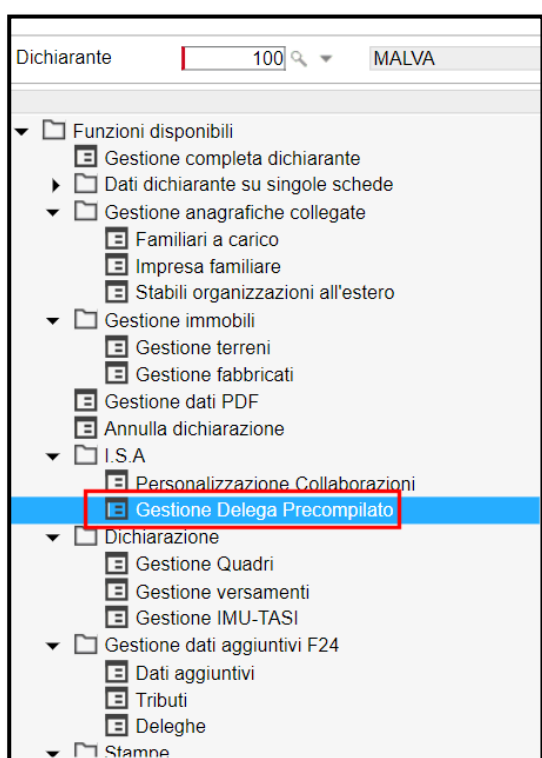 Dichiarante 100 MALVA
Funzioni disponibili
Gestione completa dichiarante
Dati dichiarante su singole schede
Gestione anagrafiche collegate
Familiari a carico
Impresa familiare
Stabili organizzazioni all'estero
Gestione immobili
Gestione terreni
Gestione fabbricati
Gestione dati PDF
Annulla dichiarazione
I.S.A
Personalizzazione Collaborazioni
Gestione Delega Precompilato
Dichiarazione
Gestione Quadri
Gestione versamenti
Gestione IMU-TASI
Gestione dati aggiuntivi F24
Dati aggiuntivi
Tributi
Deleghe
Stampe